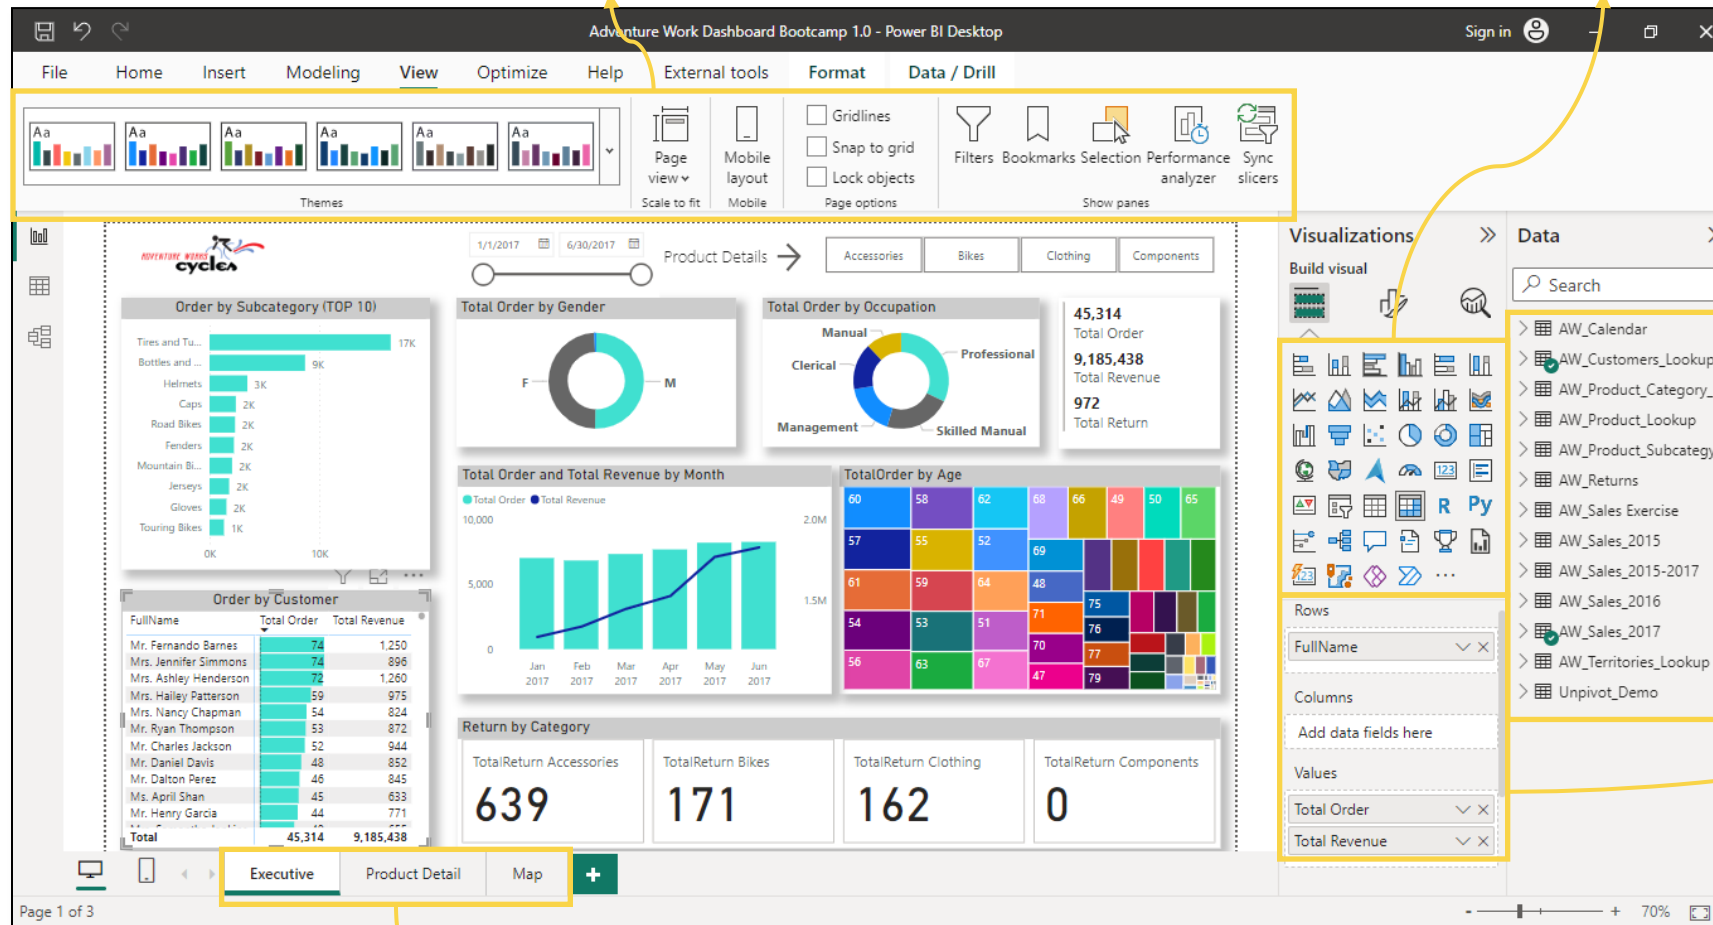 Adventure Work Dashboard Bootcamp 1.0 - Power BI Desktop
Sign in
File Home Insert Modeling View Optimize Help External tools Format Data / Drill
Aa Aa Aa Aa Aa Aa
Themes
Page view
Scale to fit
Mobile layout
Mobile
Gridlines
Snap to grid
Lock objects
Page options
Filters
Bookmarks
Selection
Performance analyzer
Sync slicers
Show panes
ADVENTURE WORKS
cycles
1/1/2017 6/30/2017
Product Details
Accessories Bikes Clothing Components
Order by Subcategory (TOP 10)
Tires and Tu... 17K
Bottles and ... 9K
Helmets 3K
Caps 2K
Road Bikes 2K
Fenders 2K
Mountain Bi... 2K
Jerseys 2K
Gloves 2K
Touring Bikes 1K
0K 10K
Total Order by Gender
F M
Total Order by Occupation
Manual
Professional
Clerical
Management
Skilled Manual
45,314
Total Order
9,185,438
Total Revenue
972
Total Return
Total Order and Total Revenue by Month
Total Order Total Revenue
10,000 2.0M
5,000 1.5M
0
Jan 2017 Feb 2017 Mar 2017 Apr 2017 May 2017 Jun 2017
TotalOrder by Age
60 58 62 68 66 49 50 65
57 55 52 69
61 59 64 48
54 53 51 71 75
76
70 77
56 63 67 47 79
Order by Customer
FullName Total Order Total Revenue
Mr. Fernando Barnes 74 1,250
Mrs. Jennifer Simmons 74 896
Mrs. Ashley Henderson 72 1,260
Mrs. Hailey Patterson 59 975
Mrs. Nancy Chapman 54 824
Mr. Ryan Thompson 53 872
Mr. Charles Jackson 52 944
Mr. Daniel Davis 48 852
Mr. Dalton Perez 46 845
Ms. April Shan 45 633
Mr. Henry Garcia 44 771
Total 45,314 9,185,438
Return by Category
TotalReturn Accessories
639
TotalReturn Bikes
171
TotalReturn Clothing
162
TotalReturn Components
0
Visualizations
Build visual
123
R Py
123
Rows
FullName
Columns
Add data fields here
Values
Total Order
Total Revenue
Data
Search
AW_Calendar
AW_Customers_Lookup
AW_Product_Category_
AW_Product_Lookup
AW_Product_Subcategy
AW_Returns
AW_Sales Exercise
AW_Sales_2015
AW_Sales_2015-2017
AW_Sales_2016
AW_Sales_2017
AW_Territories_Lookup
Unpivot_Demo
Executive Product Detail Map
Page 1 of 3
70%